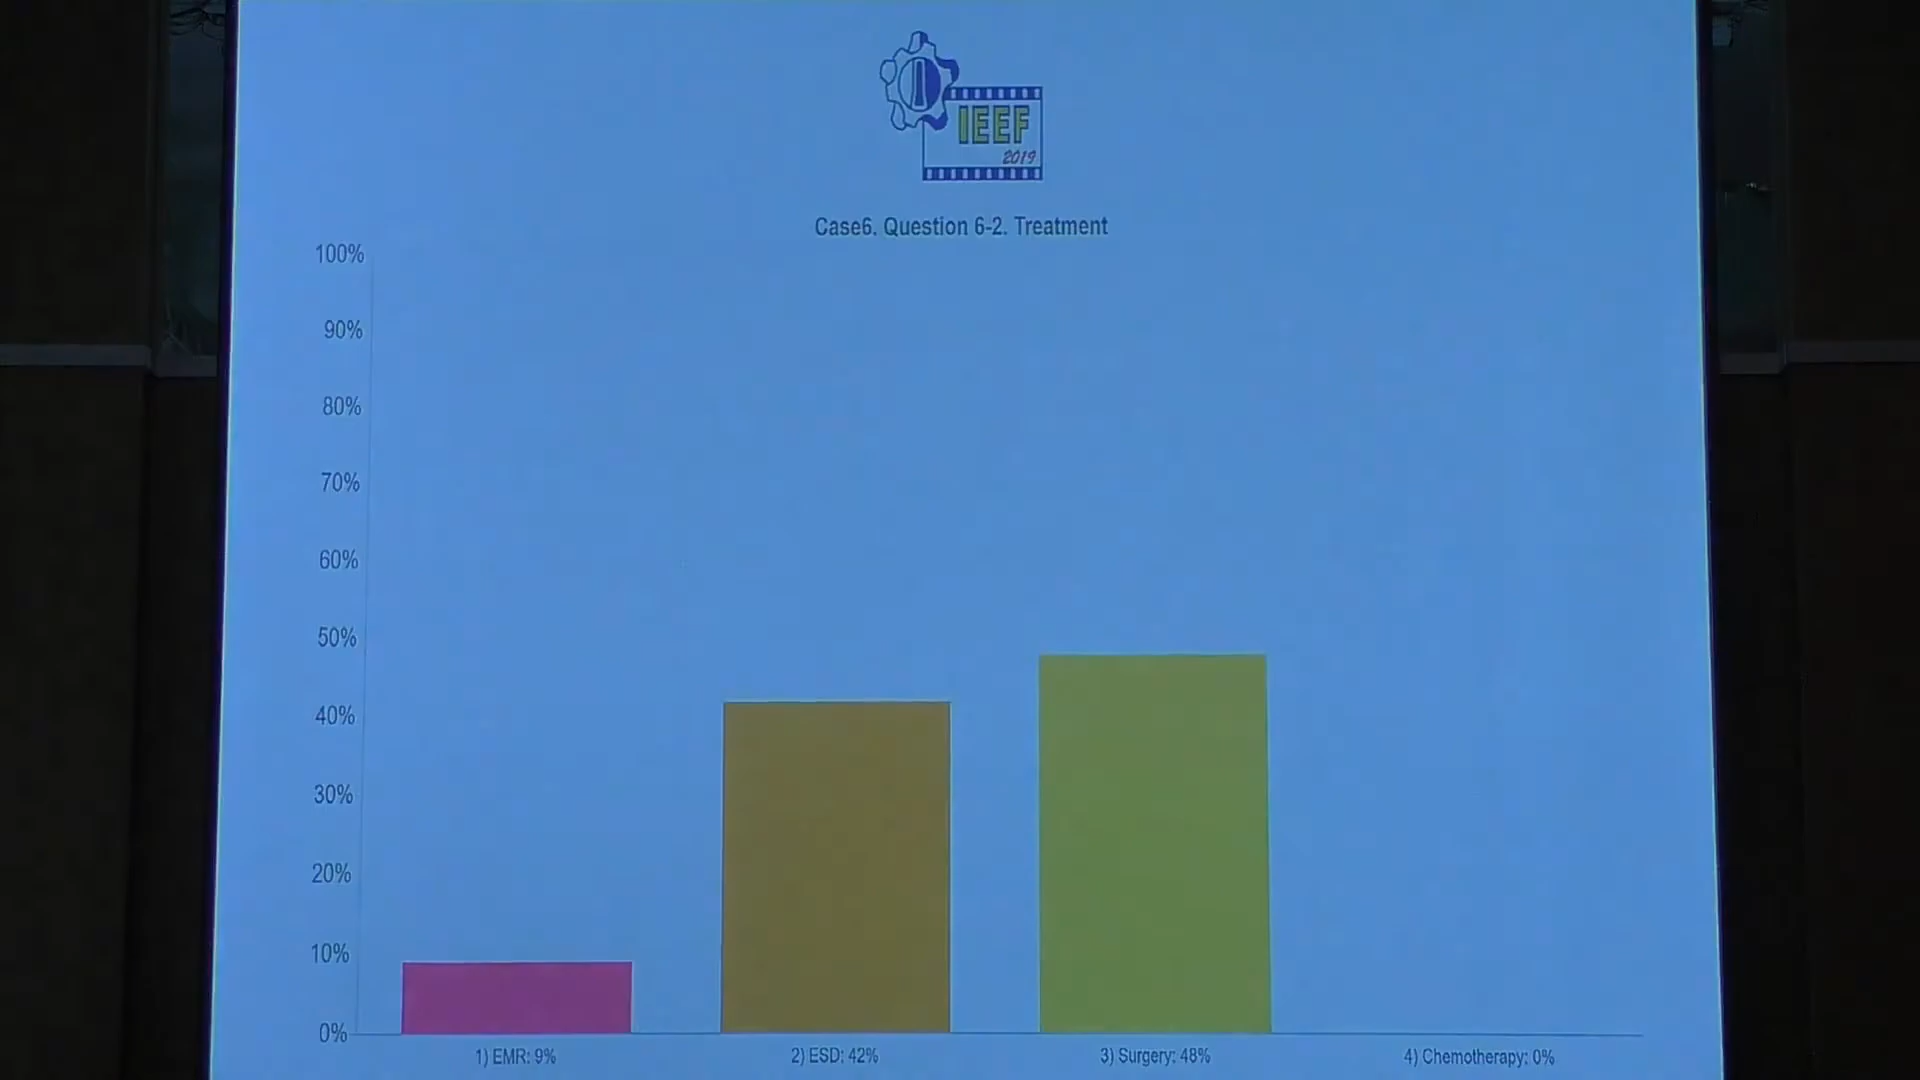 IEEF
2019
Case6. Question 6-2. Treatment
100%
90%
80%
70%
60%
50%
40%
30%
20%
10%
0%
1) EMR: 9%
2) ESD: 42%
3) Surgery: 48%
4) Chemotherapy: 0%